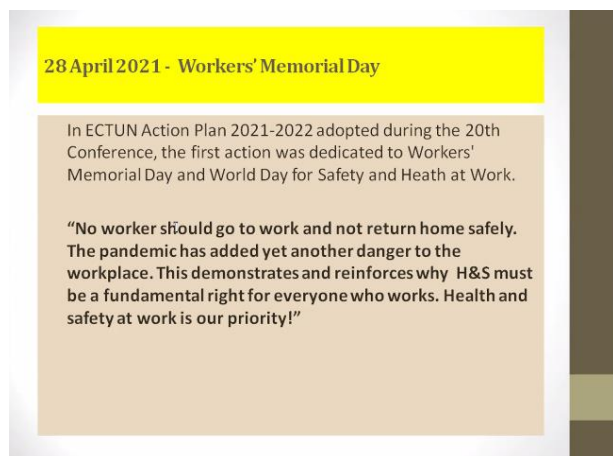 28 April 2021 - Workers' Memorial Day
In ECTUN Action Plan 2021-2022 adopted during the 20th
Conference, the first action was dedicated to Workers'
Memorial Day and World Day for Safety and Heath at Work.
“No worker should go to work and not return home safely.
The pandemic has added yet another danger to the
workplace. This demonstrates and reinforces why H&S must
be a fundamental right for everyone who works. Health and
safety at work is our priority!”